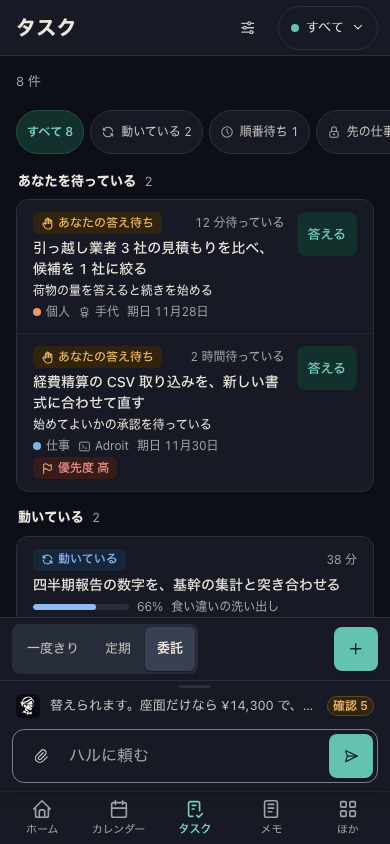 タスク
すべて
8 件
すべて 8
動いている 2
順番待ち 1
先の仕事
あなたを待っている 2
あなたの答え待ち
12 分待っている
答える
引っ越し業者 3 社の見積もりを比べ、
候補を 1 社に絞る
荷物の量を答えると続きを始める
個人 手代 期日 11月28日
あなたの答え待ち
2 時間待っている
答える
経費精算の CSV 取り込みを、新しい書
式に合わせて直す
始めてよいかの承認を待っている
仕事 Adroit 期日 11月30日
優先度 高
動いている 2
動いている
38 分
四半期報告の数字を、基幹の集計と突き合わせる
66% 食い違いの洗い出し
一度きり 定期 委託
替えられます。座面だけなら ¥14,300 で、...
確認 5
ハルに頼む
ホーム カレンダー タスク メモ ほか